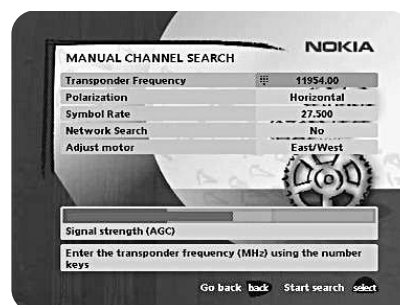 NOKIA
MANUAL CHANNEL SEARCH
Transponder Frequency 11954.00
Polarization Horizontal
Symbol Rate 27.500
Network Search No
Adjust motor East/West
Signal strength (AGC)
Enter the transponder frequency (MHz) using the number
keys
Go back back Start search select